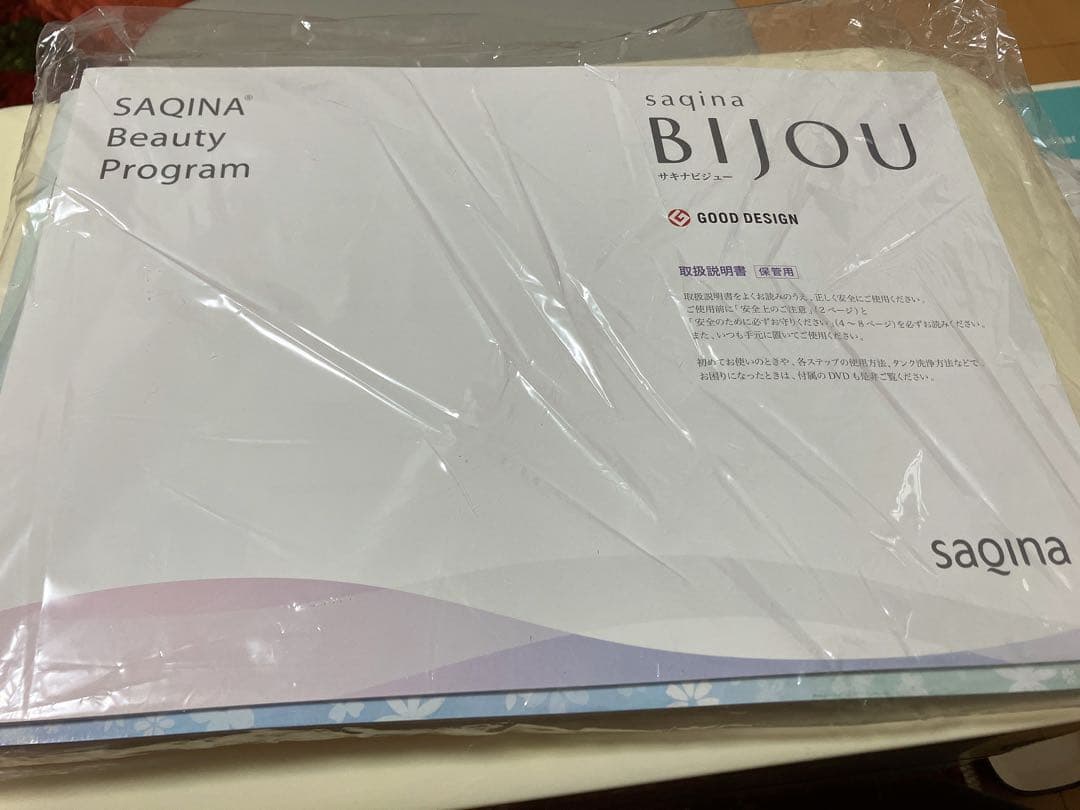 SAQINA®
Beauty
Program
saqina
BIJOU
サキナビジュー
GOOD DESIGN
取扱説明書 保管用
取扱説明書をよくお読みのうえ、正しく安全にご使用ください。
ご使用前に「安全上のご注意」(2ページ)と
「安全のために必ずお守りください」(4〜8ページ)を必ずお読みください。
また、いつも手元に置いてご使用ください。
初めてお使いのときや、各ステップの使用方法、タンク洗浄方法などで
お困りになったときは、付属のDVDも是非ご覧ください。
saqina